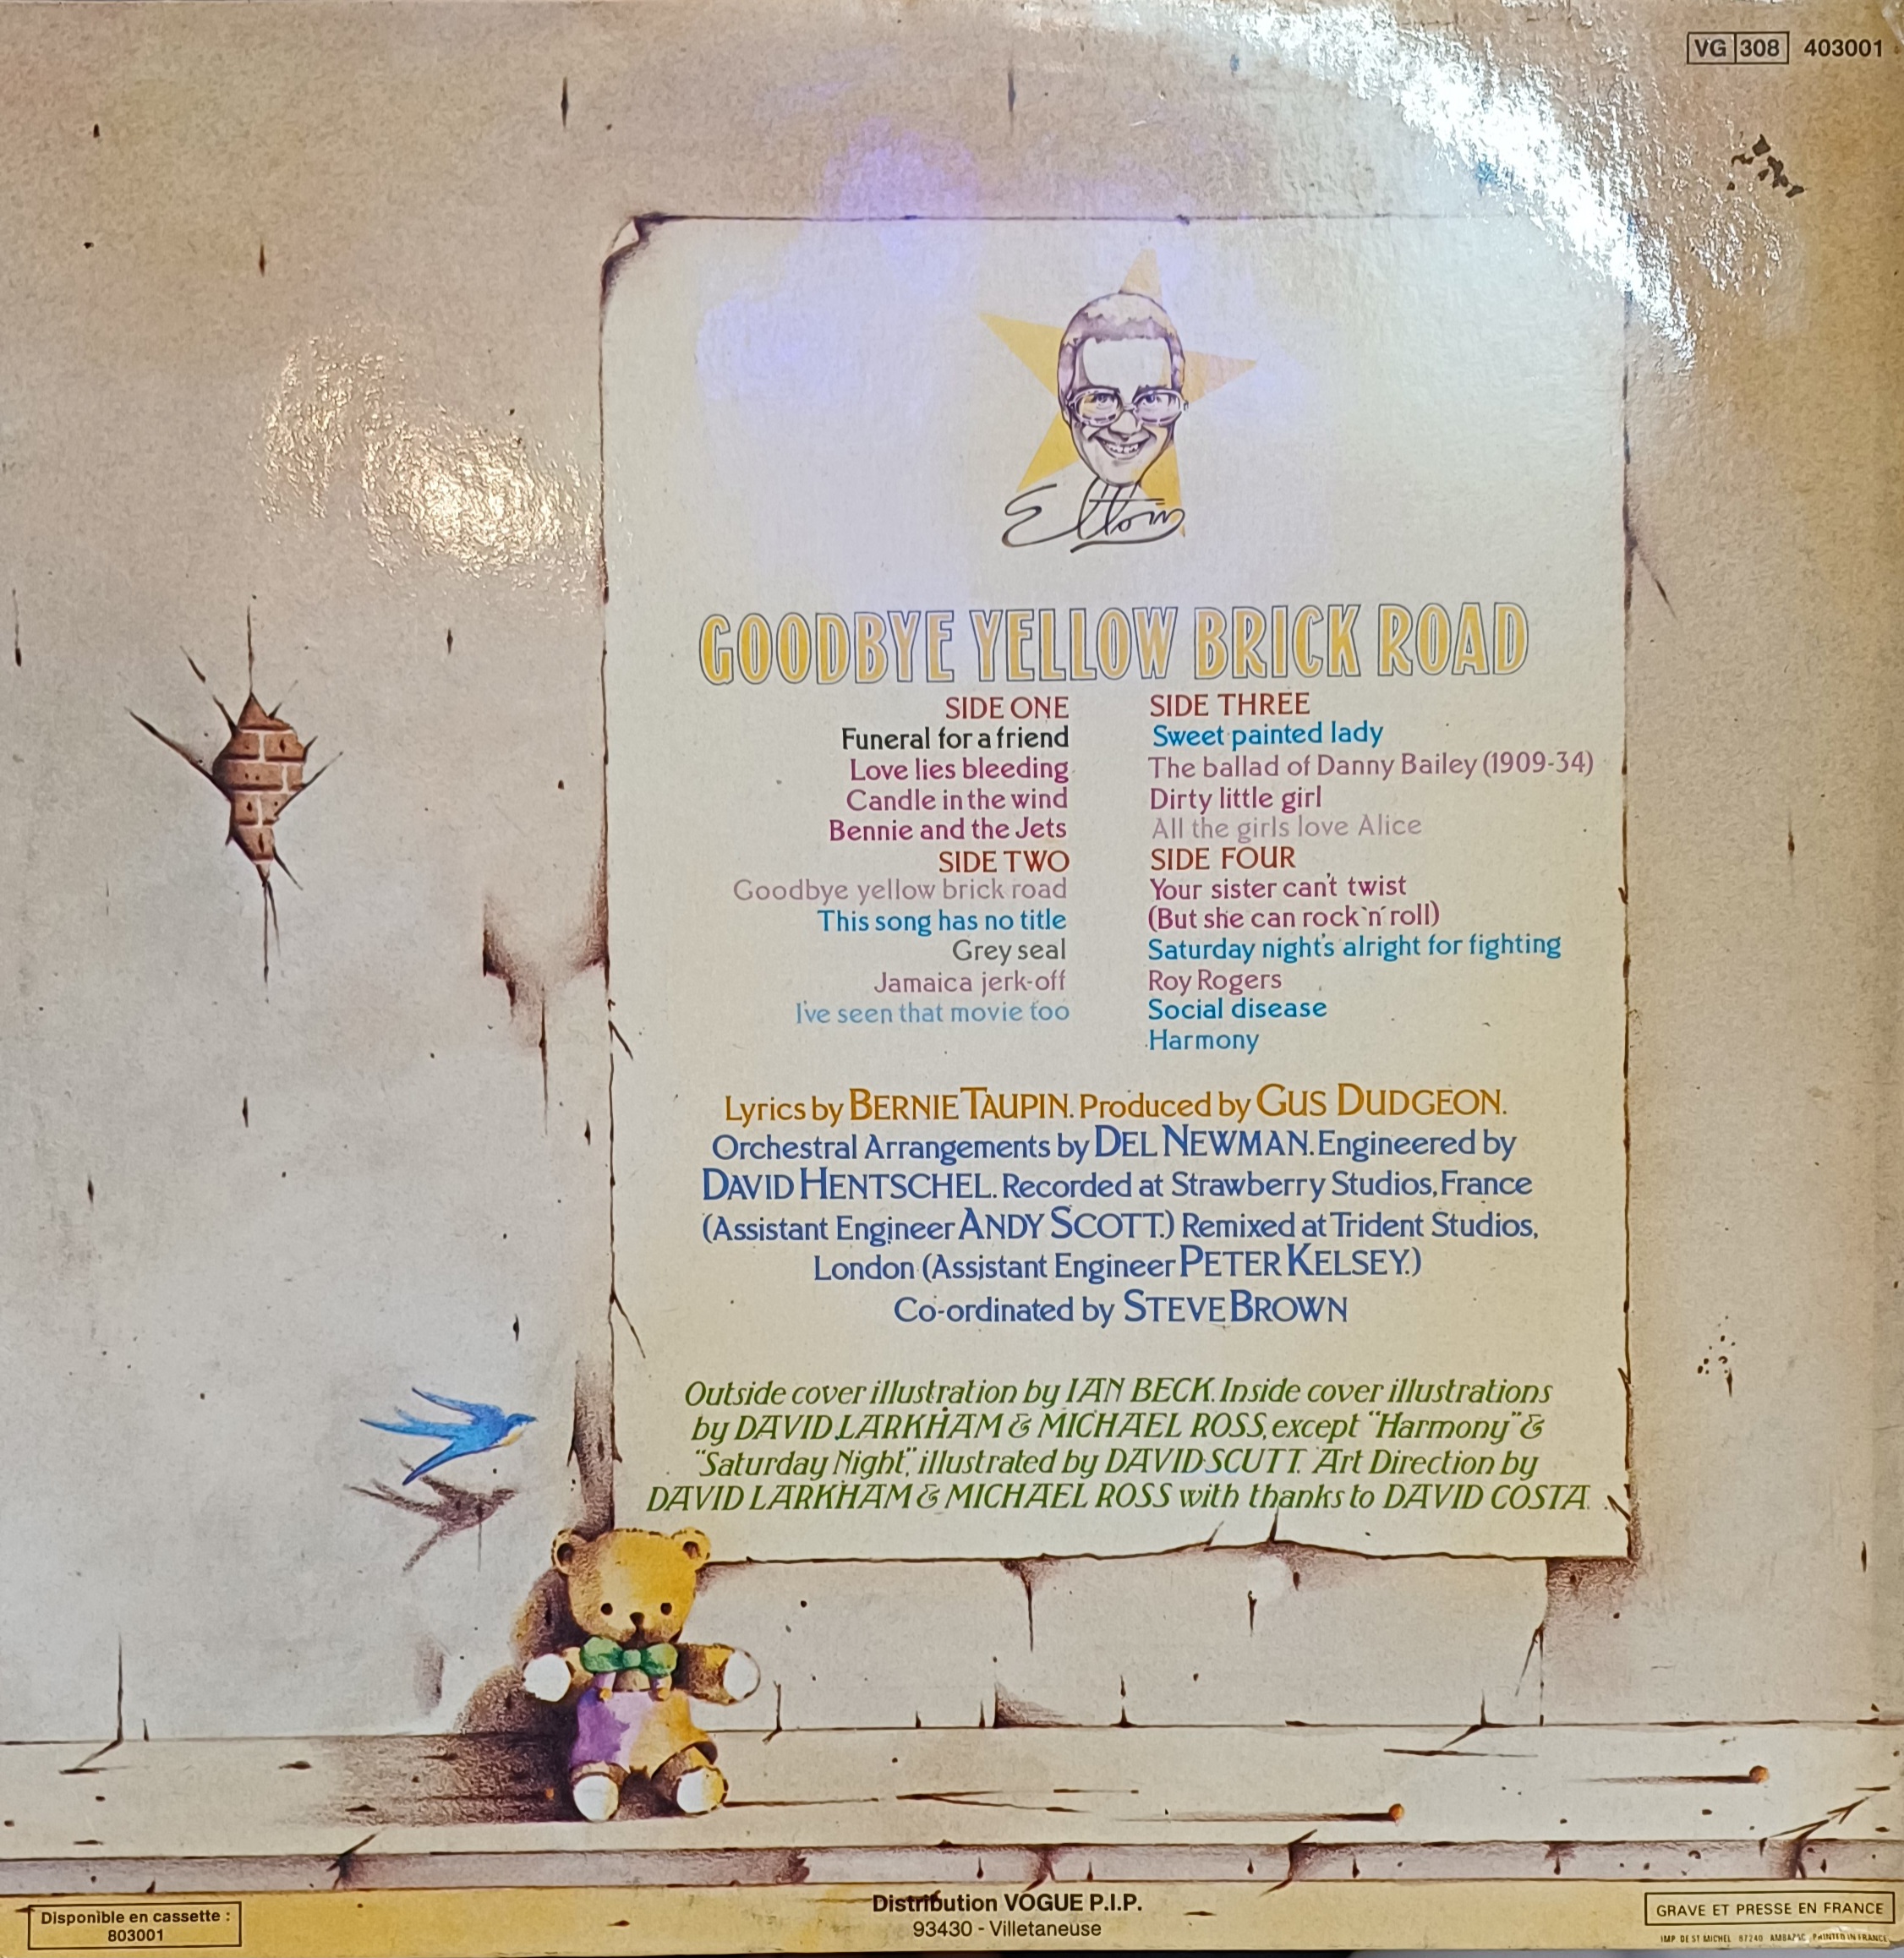 VG 308 403001
Elton
GOODBYE YELLOW BRICK ROAD
SIDE ONE
Funeral for a friend
Love lies bleeding
Candle in the wind
Bennie and the Jets
SIDE TWO
Goodbye yellow brick road
This song has no title
Grey seal
Jamaica jerk-off
I've seen that movie too
SIDE THREE
Sweet painted lady
The ballad of Danny Bailey (1909-34)
Dirty little girl
All the girls love Alice
SIDE FOUR
Your sister can't twist
(But she can rock 'n' roll)
Saturday night's alright for fighting
Roy Rogers
Social disease
Harmony
Lyrics by BERNIE TAUPIN. Produced by GUS DUDGEON.
Orchestral Arrangements by DEL NEWMAN. Engineered by
DAVID HENTSCHEL. Recorded at Strawberry Studios, France
(Assistant Engineer ANDY SCOTT.) Remixed at Trident Studios,
London (Assistant Engineer PETER KELSEY.)
Co-ordinated by STEVE BROWN
Outside cover illustration by IAN BECK. Inside cover illustrations
by DAVID LARKHAM & MICHAEL ROSS, except "Harmony" &
"Saturday Night", illustrated by DAVID SCUTT. Art Direction by
DAVID LARKHAM & MICHAEL ROSS with thanks to DAVID COSTA.
Disponible en cassette :
803001
Distribution VOGUE P.I.P.
93430 - Villetaneuse
GRAVE ET PRESSE EN FRANCE
IMP DE ST MICHEL 87240 AMBAZAC PRINTED IN FRANCE